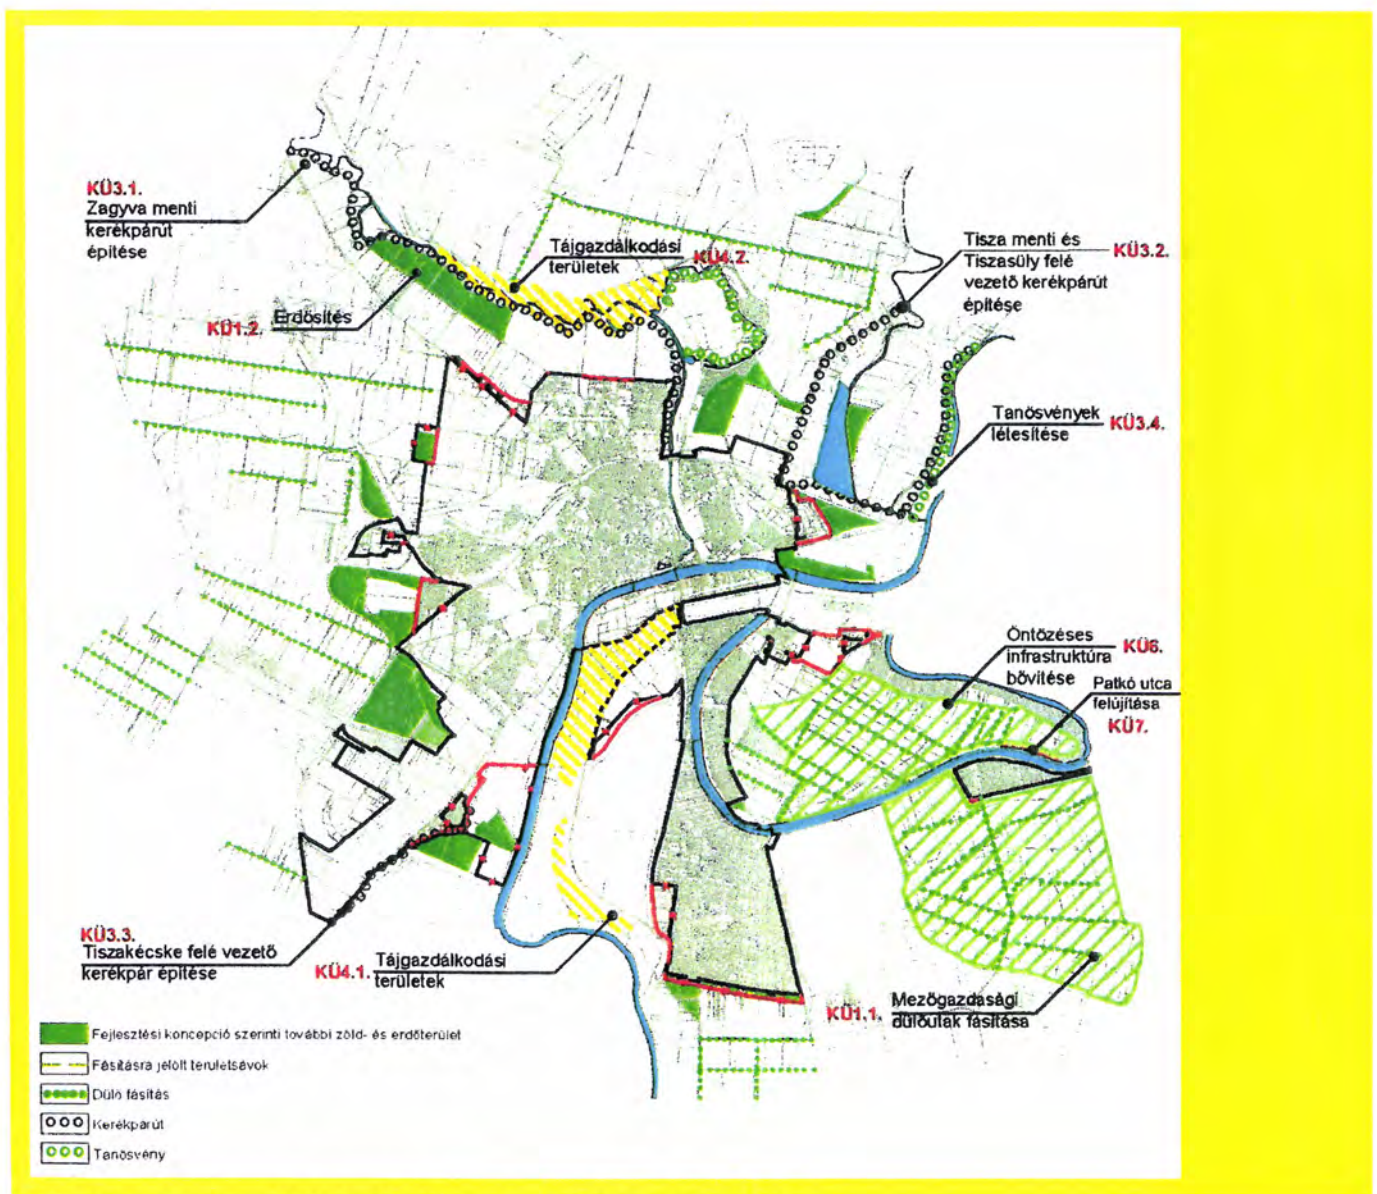 KÜ3.1.
Zagyva menti
kerékpárút
építése
Tájgazdálkodási
területek
KÜ4.2.
Tisza menti és
Tiszasüly felé
vezető kerékpárút
építése
KÜ3.2.
KÜ1.2.
Erdősítés
Tanösvények
létesítése
KÜ3.4.
Öntözéses
infrastruktúra
bővítése
KÜ6.
Patkó utca
felújítása
KÜ7.
KÜ3.3.
Tiszakécske felé vezető
kerékpár építése
KÜ4.1.
Tájgazdálkodási
területek
KÜ1.1.
Mezőgazdasági
dűlőutak fásítása
Fejlesztési koncepció szerinti további zöld- és erdőterület
Fásításra jelölt területsávok
Dűlő fásítás
Kerékpárút
Tanösvény